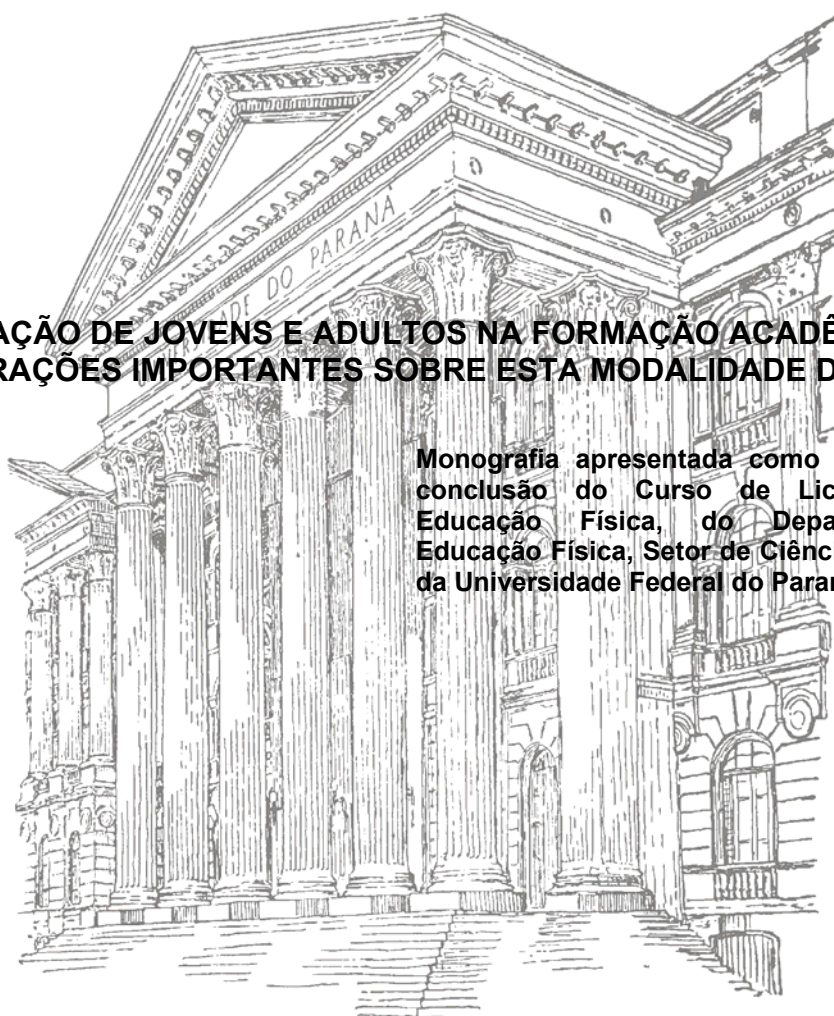 DE DO PARANÁ
AÇÃO DE JOVENS E ADULTOS NA FORMAÇÃO ACADÊ
RAÇÕES IMPORTANTES SOBRE ESTA MODALIDADE D
Monografia apresentada como
conclusão do Curso de Lic
Educação Física, do Depa
Educação Física, Setor de Ciênci
da Universidade Federal do Paran